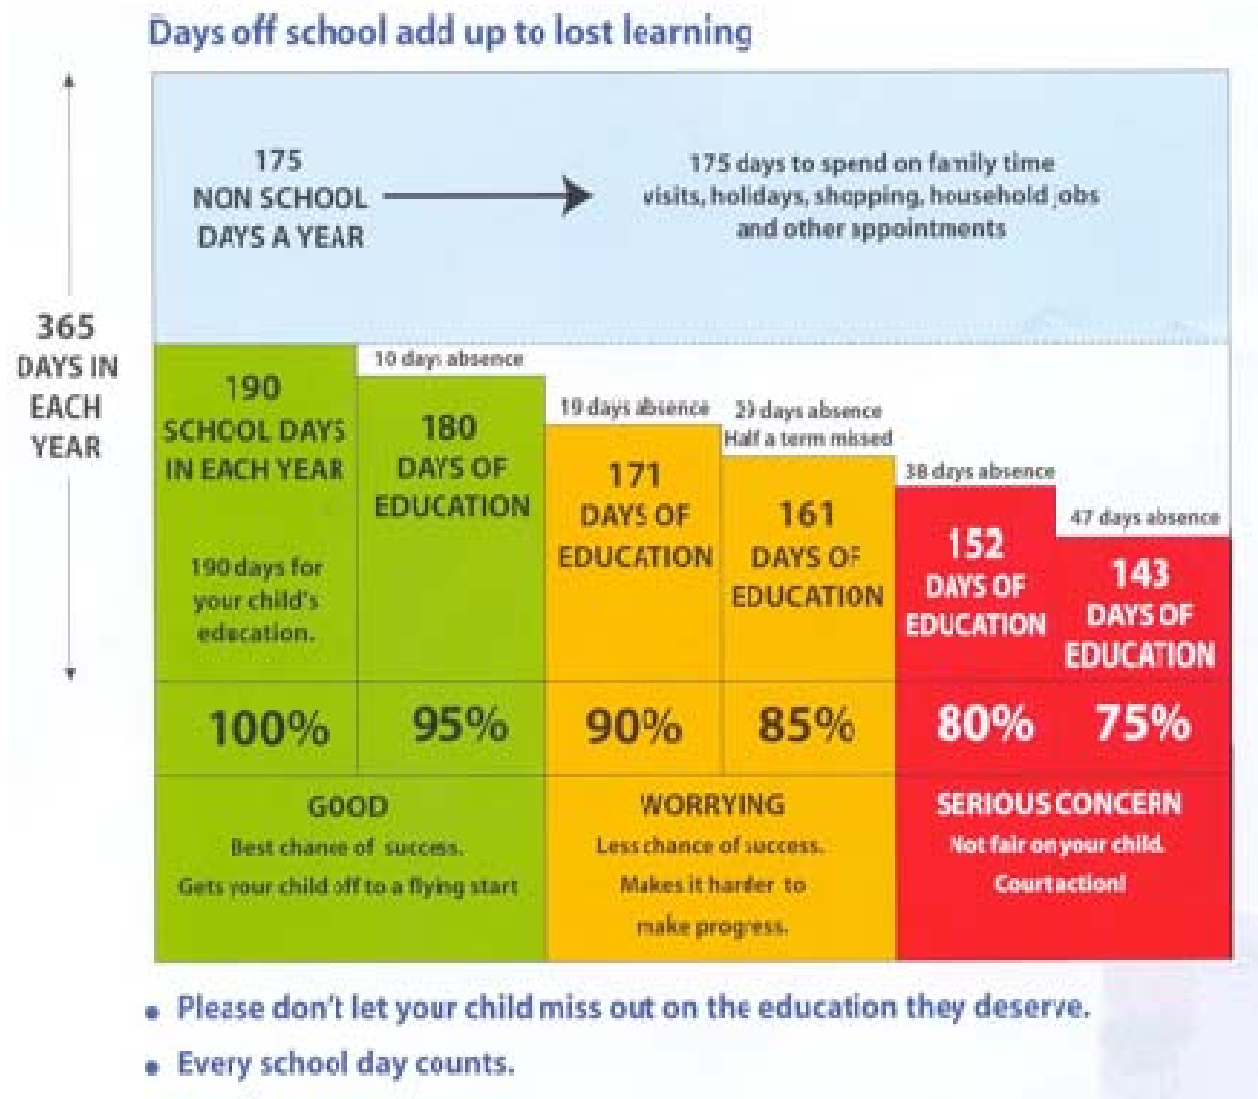 Days off school add up to lost learning
175
NON SCHOOL
DAYS A YEAR
175 days to spend on family time
visits, holidays, shopping, household jobs
and other appointments
365
DAYS IN
EACH
YEAR
190
SCHOOL DAYS
IN EACH YEAR
190 days for
your child's
education.
10 days absence
180
DAYS OF
EDUCATION
19 days absence
171
DAYS OF
EDUCATION
29 days absence
Half a term missed
161
DAYS OF
EDUCATION
38 days absence
152
DAYS OF
EDUCATION
47 days absence
143
DAYS OF
EDUCATION
100%
95%
90%
85%
80%
75%
GOOD
Best chance of success.
Gets your child off to a flying start
WORRYING
Less chance of success.
Makes it harder to
make progress.
SERIOUS CONCERN
Not fair on your child.
Court action!
• Please don't let your child miss out on the education they deserve.
• Every school day counts.